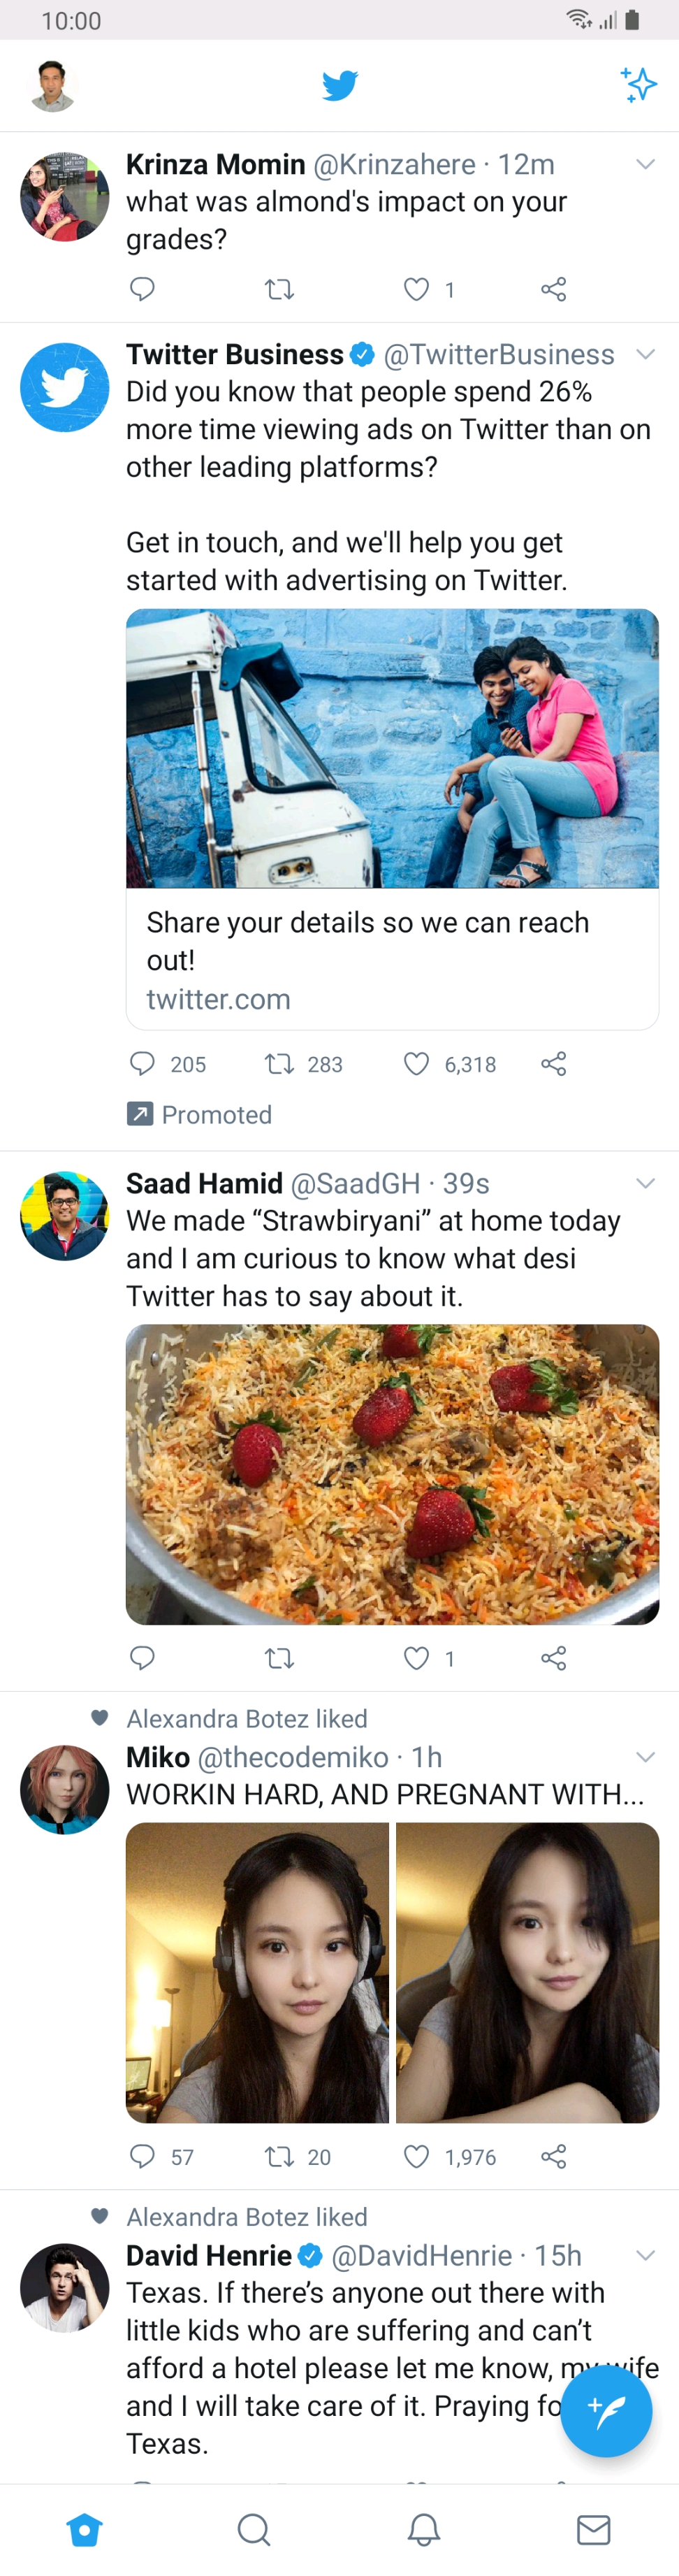 10:00
Krinza Momin @Krinzahere · 12m
what was almond's impact on your
grades?
1
Twitter Business @TwitterBusiness
Did you know that people spend 26%
more time viewing ads on Twitter than on
other leading platforms?
Get in touch, and we'll help you get
started with advertising on Twitter.
Share your details so we can reach
out!
twitter.com
205 283 6,318
Promoted
Saad Hamid @SaadGH · 39s
We made “Strawbiryani” at home today
and I am curious to know what desi
Twitter has to say about it.
1
Alexandra Botez liked
Miko @thecodemiko · 1h
WORKIN HARD, AND PREGNANT WITH...
57 20 1,976
Alexandra Botez liked
David Henrie @DavidHenrie · 15h
Texas. If there’s anyone out there with
little kids who are suffering and can’t
afford a hotel please let me know, my wife
and I will take care of it. Praying
Texas.